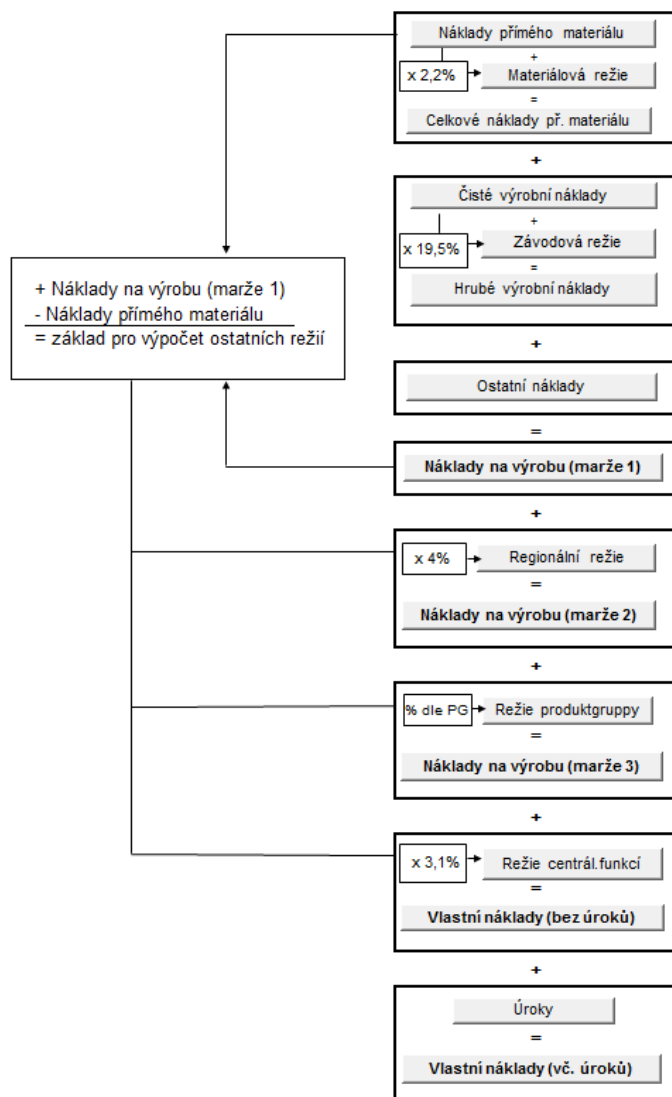 Náklady přímého materiálu
+
x 2,2%
Materiálová režie
=
Celkové náklady př. materiálu
+
Čisté výrobní náklady
+
x 19,5%
Závodová režie
=
Hrubé výrobní náklady
+ Náklady na výrobu (marže 1)
- Náklady přímého materiálu
= základ pro výpočet ostatních režií
+
Ostatní náklady
=
Náklady na výrobu (marže 1)
+
x 4%
Regionální režie
=
Náklady na výrobu (marže 2)
+
% dle PG
Režie produktgruppy
=
Náklady na výrobu (marže 3)
+
x 3,1%
Režie centrál.funkcí
=
Vlastní náklady (bez úroků)
+
Úroky
=
Vlastní náklady (vč. úroků)